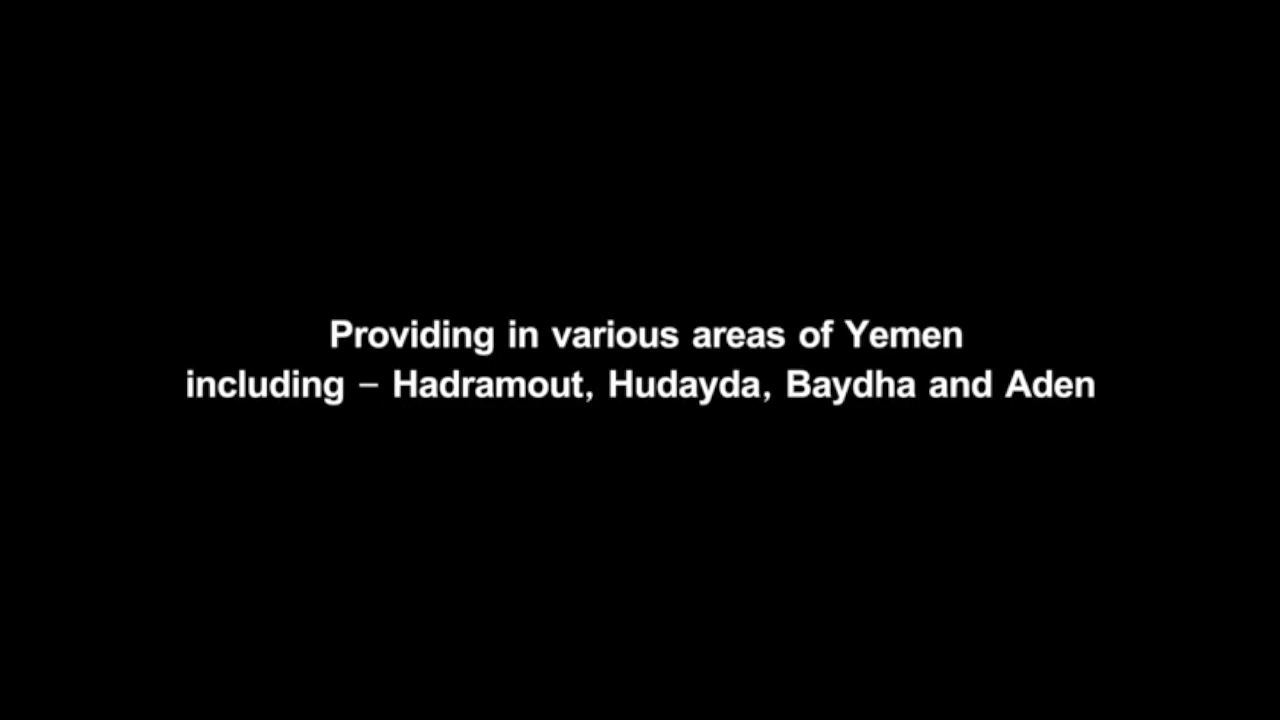 Providing in various areas of Yemen
including – Hadramout, Hudayda, Baydha and Aden